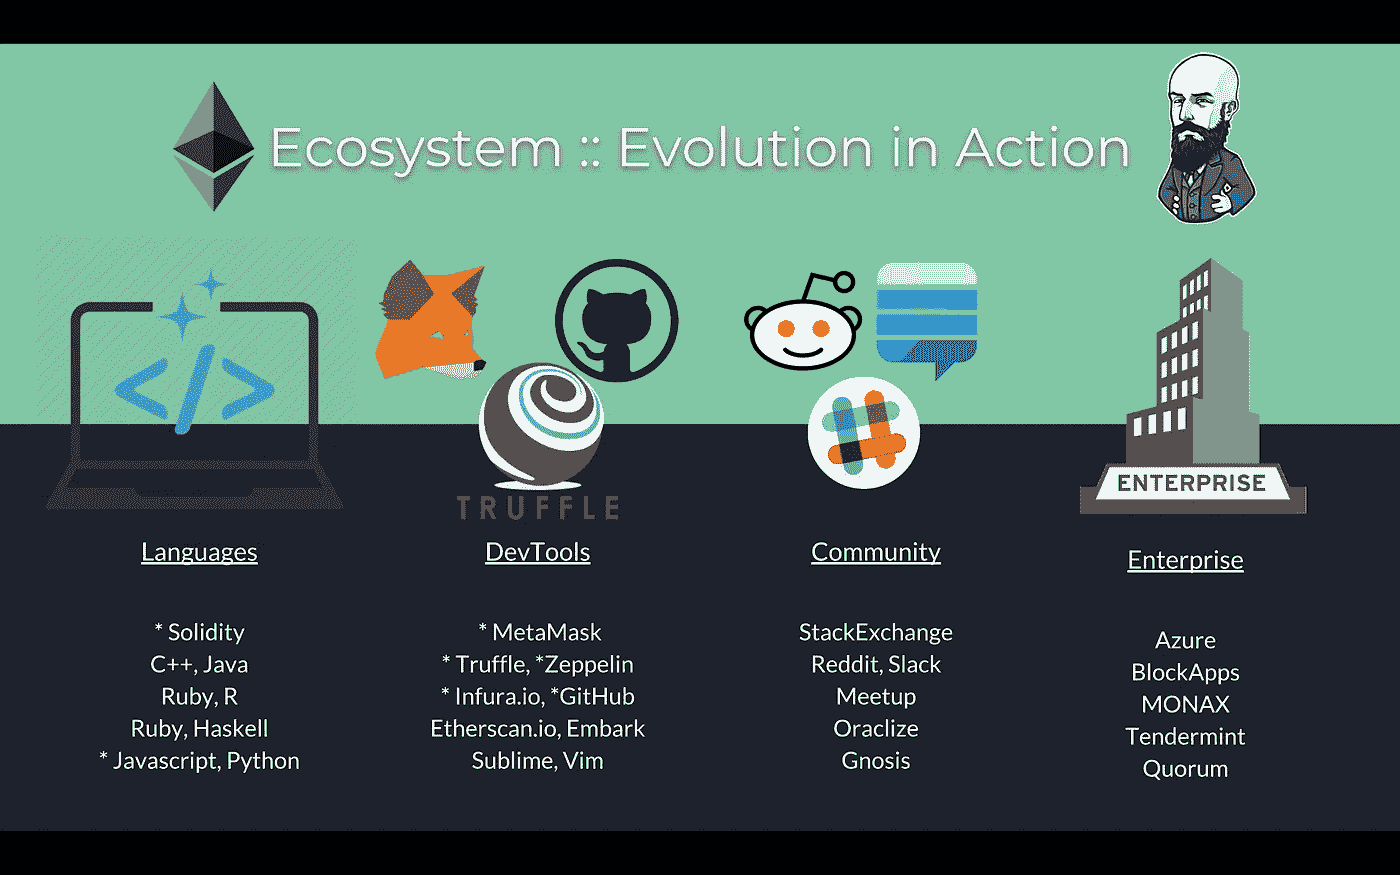 Ecosystem :: Evolution in Action
TRUFFLE
ENTERPRISE
Languages
* Solidity
C++, Java
Ruby, R
Ruby, Haskell
* Javascript, Python
DevTools
* MetaMask
* Truffle, *Zeppelin
* Infura.io, *GitHub
Etherscan.io, Embark
Sublime, Vim
Community
StackExchange
Reddit, Slack
Meetup
Oraclize
Gnosis
Enterprise
Azure
BlockApps
MONAX
Tendermint
Quorum